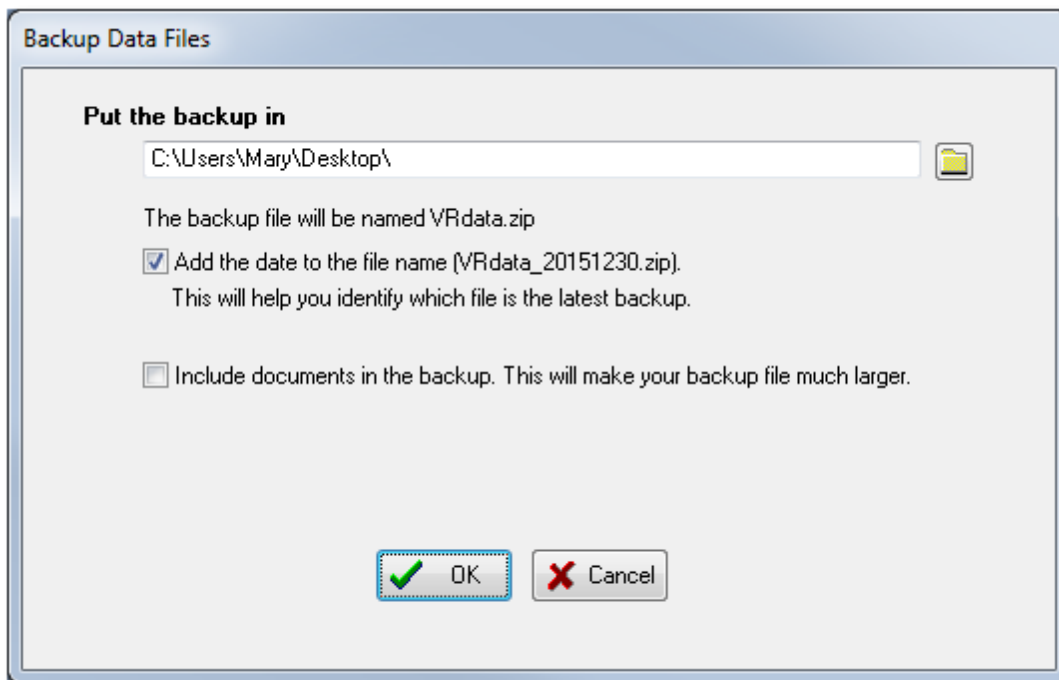 Backup Data Files
Put the backup in
C:\Users\Mary\Desktop\
The backup file will be named VRdata.zip
Add the date to the file name (VRdata_20151230.zip).
This will help you identify which file is the latest backup.
Include documents in the backup. This will make your backup file much larger.
OK
Cancel